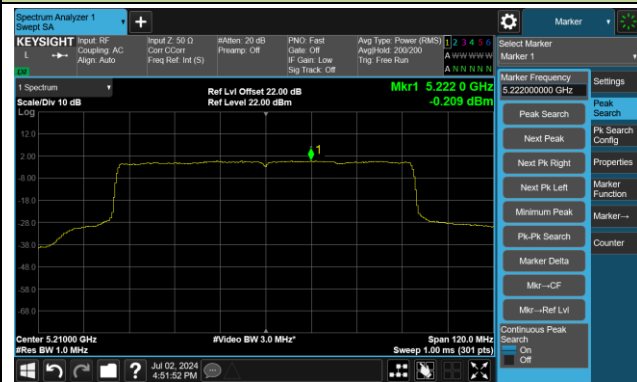 Spectrum Analyzer 1
Swept SA
Marker
KEYSIGHT
L
LW
Input: RF
Coupling: AC
Align: Auto
Input Z: 50 Ω
Corr CCorr
Freq Ref: Int (S)
#Atten: 20 dB
Preamp: Off
PNO: Fast
Gate: Off
IF Gain: Low
Sig Track: Off
Avg Type: Power (RMS)
Avg|Hold: 200/200
Trig: Free Run
1 2 3 4 5 6
A W W W W W
A N N N N N
Select Marker
Marker 1
1 Spectrum
Scale/Div 10 dB
Log
Ref Lvl Offset 22.00 dB
Ref Level 22.00 dBm
Mkr1 5.222 0 GHz
-0.209 dBm
12.0
2.00
-8.00
-18.0
-28.0
-38.0
-48.0
-58.0
-68.0
1
Center 5.21000 GHz
#Res BW 1.0 MHz
#Video BW 3.0 MHz*
Span 120.0 MHz
Sweep 1.00 ms (301 pts)
Marker Frequency
5.222000000 GHz
Peak Search
Next Peak
Next Pk Right
Next Pk Left
Minimum Peak
Pk-Pk Search
Marker Delta
Mkr→CF
Mkr→Ref Lvl
Continuous Peak
Search
On
Off
Settings
Peak
Search
Pk Search
Config
Properties
Marker
Function
Marker→
Counter
Jul 02, 2024
4:51:52 PM